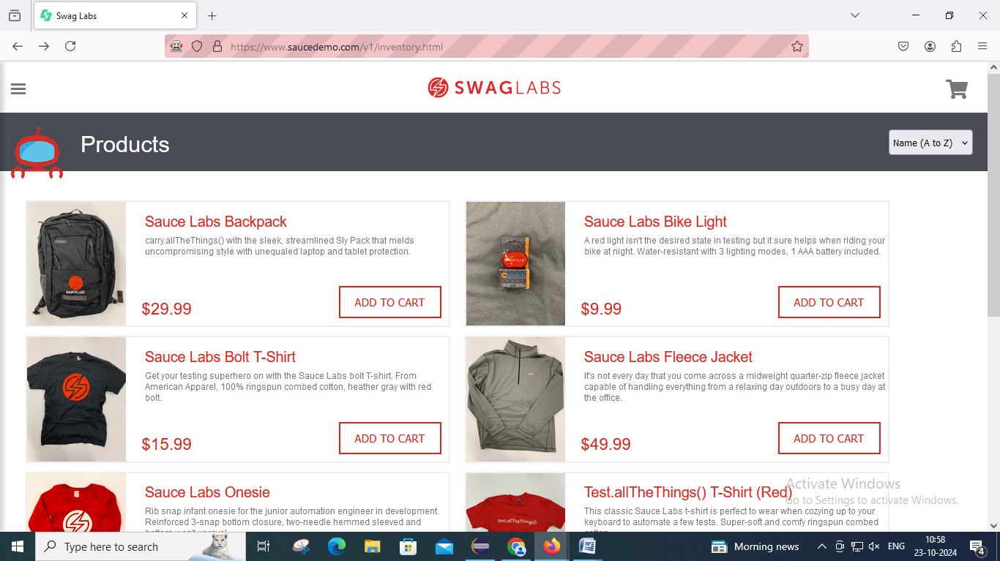 Swag Labs
https://www.saucedemo.com/v1/inventory.html
SWAGLABS
Products
Name (A to Z)
Sauce Labs Backpack
carry.allTheThings() with the sleek, streamlined Sly Pack that melds
uncompromising style with unequaled laptop and tablet protection.
$29.99
ADD TO CART
SAUCELABS
Sauce Labs Bike Light
A red light isn't the desired state in testing but it sure helps when riding your
bike at night. Water-resistant with 3 lighting modes, 1 AAA battery included.
$9.99
ADD TO CART
SAUCELABS
Sauce Labs Bolt T-Shirt
Get your testing superhero on with the Sauce Labs bolt T-shirt. From
American Apparel, 100% ringspun combed cotton, heather gray with red
bolt.
$15.99
ADD TO CART
Sauce Labs Fleece Jacket
It's not every day that you come across a midweight quarter-zip fleece jacket
capable of handling everything from a relaxing day outdoors to a busy day at
the office.
$49.99
ADD TO CART
Sauce Labs Onesie
Rib snap infant onesie for the junior automation engineer in development.
Reinforced 3-snap bottom closure, two-needle hemmed sleeved and
Test.allTheThings() T-Shirt (Red)
This classic Sauce Labs t-shirt is perfect to wear when cozying up to your
keyboard to automate a few tests. Super-soft and comfy ringspun combed
test.allTheThings()
Activate Windows
Go to Settings to activate Windows.
Type here to search
Morning news
ENG
10:58
23-10-2024
4